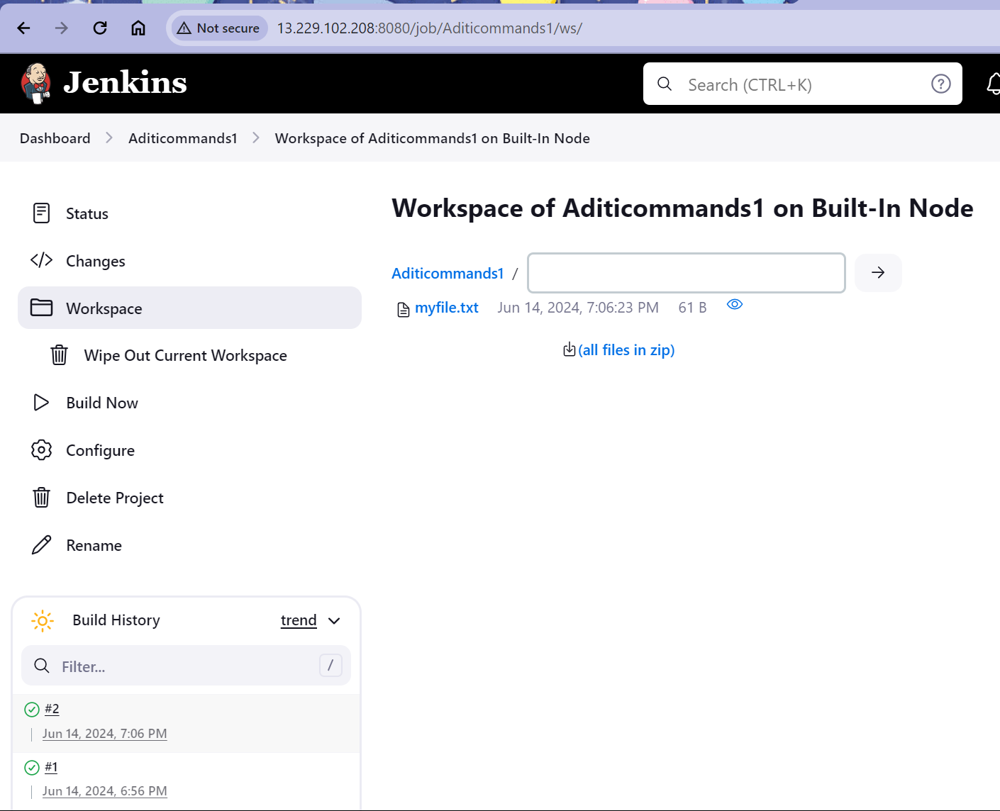 Not secure 13.229.102.208:8080/job/Aditicommands1/ws/
Jenkins
Search (CTRL+K)
Dashboard Aditicommands1 Workspace of Aditicommands1 on Built-In Node
Status
Changes
Workspace
Wipe Out Current Workspace
Build Now
Configure
Delete Project
Rename
Workspace of Aditicommands1 on Built-In Node
Aditicommands1 /
myfile.txt Jun 14, 2024, 7:06:23 PM 61 B
(all files in zip)
Build History trend
Filter... /
#2
Jun 14, 2024, 7:06 PM
#1
Jun 14, 2024, 6:56 PM